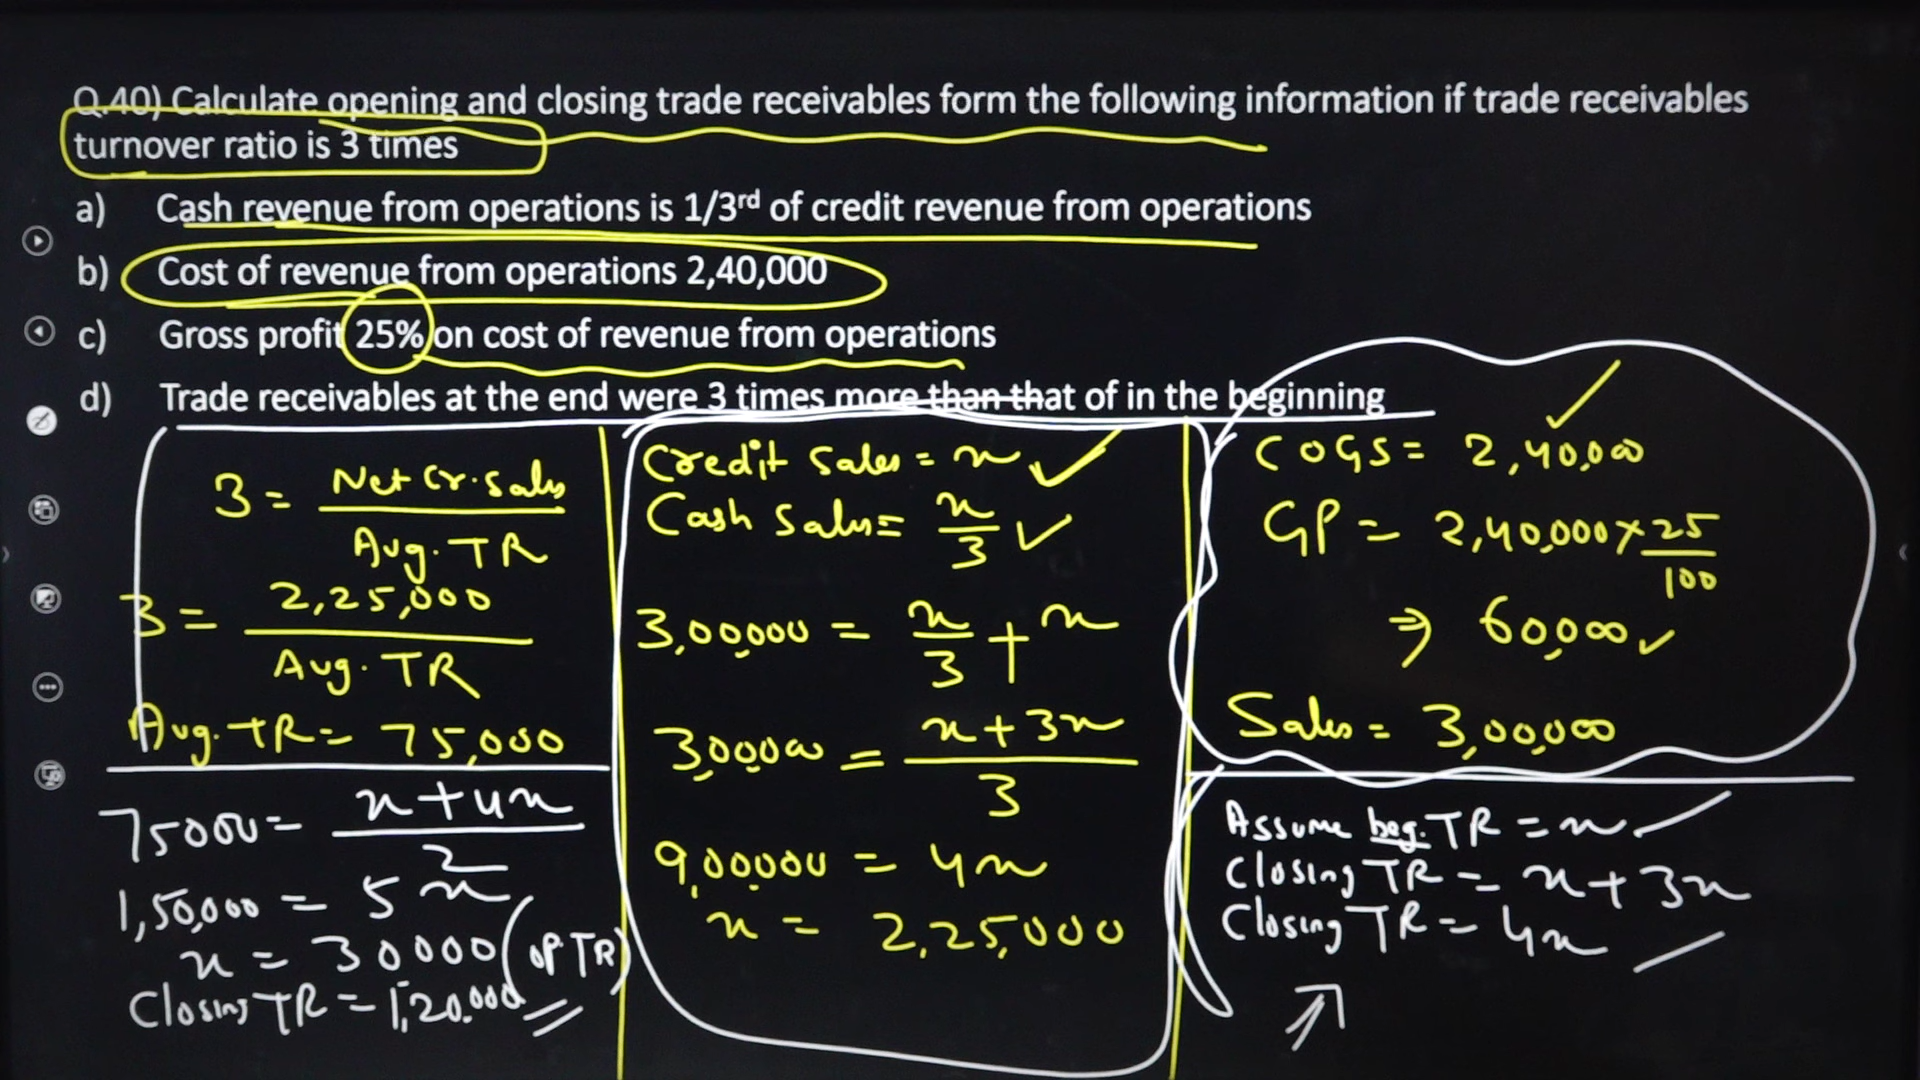 Q.40) Calculate opening and closing trade receivables form the following information if trade receivables
turnover ratio is 3 times
a) Cash revenue from operations is 1/3rd of credit revenue from operations
b) Cost of revenue from operations 2,40,000
c) Gross profit 25% on cost of revenue from operations
d) Trade receivables at the end were 3 times more than that of in the beginning
3 = Net Cr. Sales / Avg. TR
3 = 2,25,000 / Avg. TR
Avg. TR = 75,000
75000 = x + 4x / 2
1,50,000 = 5x
x = 30000 (op. TR)
Closing TR = 1,20,000
Credit Sales = x
Cash Sales = x/3
3,00,000 = x/3 + x
3,00,000 = x + 3x / 3
9,00,000 = 4x
x = 2,25,000
COGS = 2,40,000
GP = 2,40,000 × 25/100
⇒ 60,000
Sales = 3,00,000
Assume beg. TR = x
Closing TR = x + 3x
Closing TR = 4x